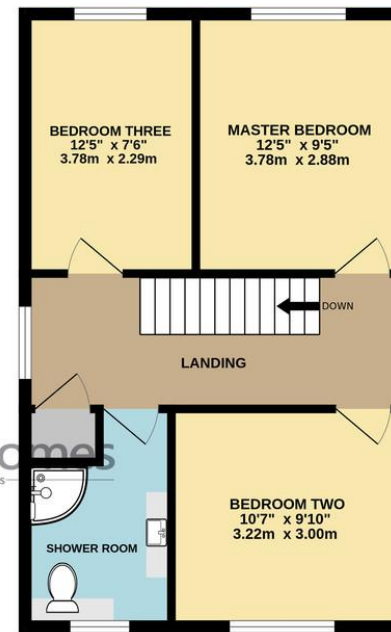 BEDROOM THREE
12'5" x 7'6"
3.78m x 2.29m
MASTER BEDROOM
12'5" x 9'5"
3.78m x 2.88m
DOWN
LANDING
omes
BEDROOM TWO
10'7" x 9'10"
3.22m x 3.00m
SHOWER ROOM